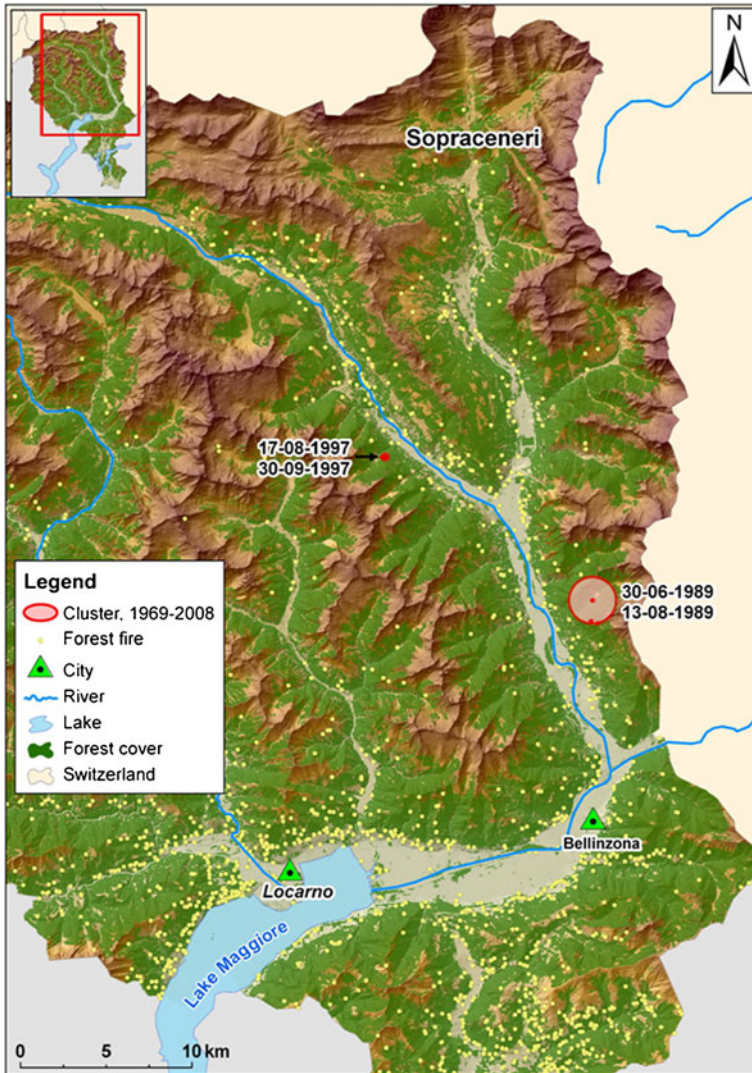 N
Sopraceneri
17-08-1997
30-09-1997
30-06-1989
13-08-1989
Legend
Cluster, 1969-2008
Forest fire
City
River
Lake
Forest cover
Switzerland
Bellinzona
Locarno
Lake Maggiore
0 5 10 km